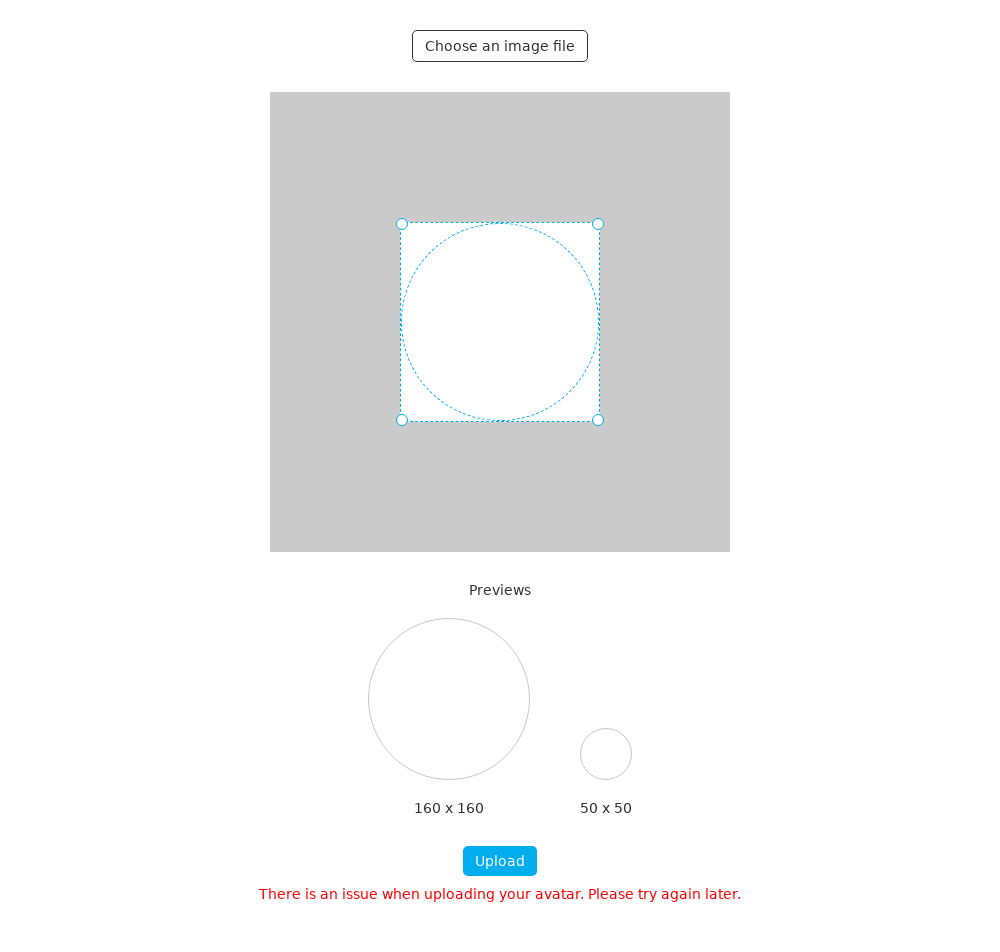 Choose an image file
Previews
160 x 160
50 x 50
Upload
There is an issue when uploading your avatar. Please try again later.